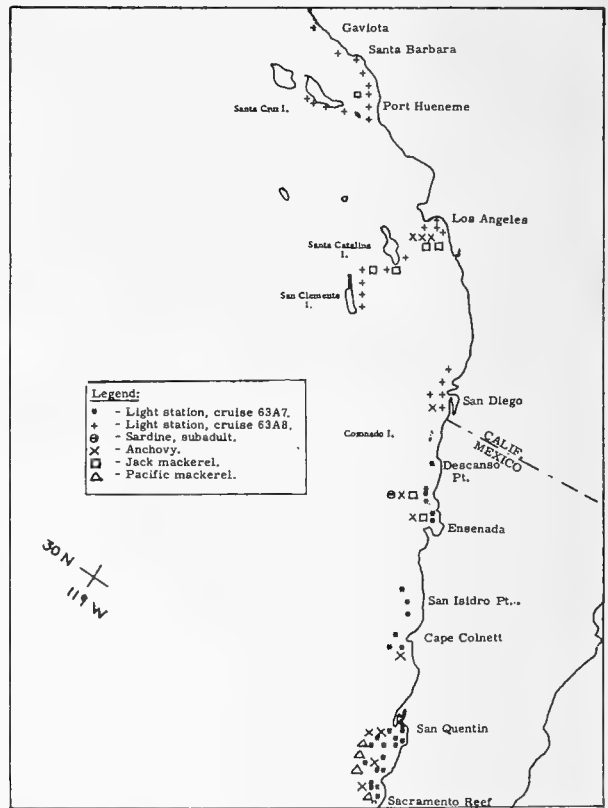 Gaviota
Santa Barbara
Santa Cruz I.
Port Hueneme
Los Angeles
Santa Catalina
I.
San Clemente
I.
Legend:
- Light station, cruise 63A7.
- Light station, cruise 63A8.
- Sardine, subadult.
- Anchovy.
- Jack mackerel.
- Pacific mackerel.
San Diego
Coronado I.
CALIF.
MEXICO
Descanso
Pt.
Ensenada
30 N
119 W
San Isidro Pt.
Cape Colnett
San Quentin
Sacramento Reef